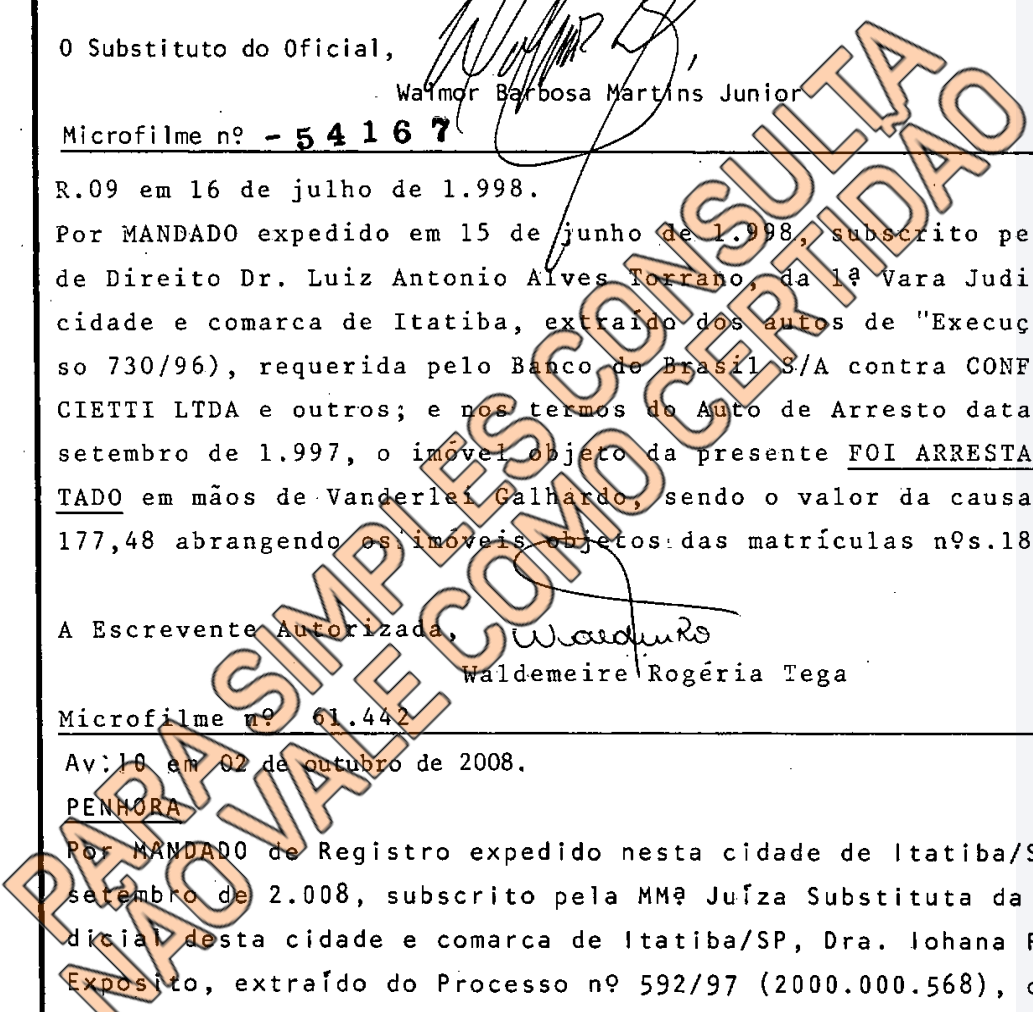 O Substituto do Oficial,
Walmor Barbosa Martins Junior
Microfilme nº - 54167
R.09 em 16 de julho de 1.998.
Por MANDADO expedido em 15 de junho de 1.998, subscrito pe
de Direito Dr. Luiz Antonio Alves Torrano, da 1ª Vara Judi
cidade e comarca de Itatiba, extraído dos autos de "Execuç
so 730/96), requerida pelo Banco do Brasil S/A contra CONF
CIETTI LTDA e outros; e nos termos do Auto de Arresto data
setembro de 1.997, o imóvel objeto da presente FOI ARRESTA
TADO em mãos de Vanderlei Galhardo, sendo o valor da causa
177,48 abrangendo os imóveis objetos das matrículas nºs.18
A Escrevente Autorizada,
Waldemeire Rogéria Tega
Microfilme nº 61.442
Av.10 em 02 de outubro de 2008.
PENHORA
Por MANDADO de Registro expedido nesta cidade de Itatiba/S
setembro de 2.008, subscrito pela MMª Juíza Substituta da
dicial desta cidade e comarca de Itatiba/SP, Dra. Iohana
Exposito, extraído do Processo nº 592/97 (2000.000.568),
PARA SIMPLES CONSULTA
NÃO VALE COMO CERTIDÃO